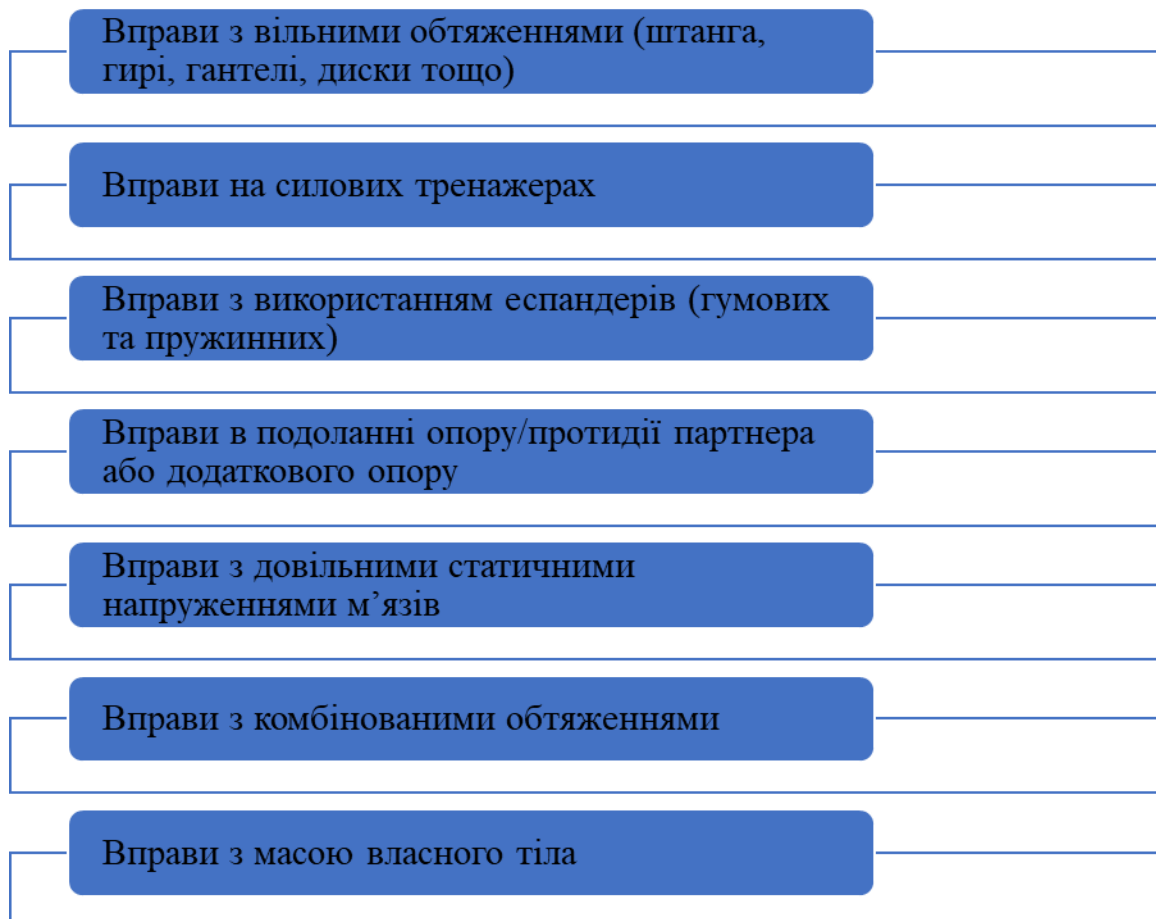 Вправи з вільними обтяженнями (штанга,
гирі, гантелі, диски тощо)
Вправи на силових тренажерах
Вправи з використанням еспандерів (гумових
та пружинних)
Вправи в подоланні опору/протидії партнера
або додаткового опору
Вправи з довільними статичними
напруженнями м’язів
Вправи з комбінованими обтяженнями
Вправи з масою власного тіла